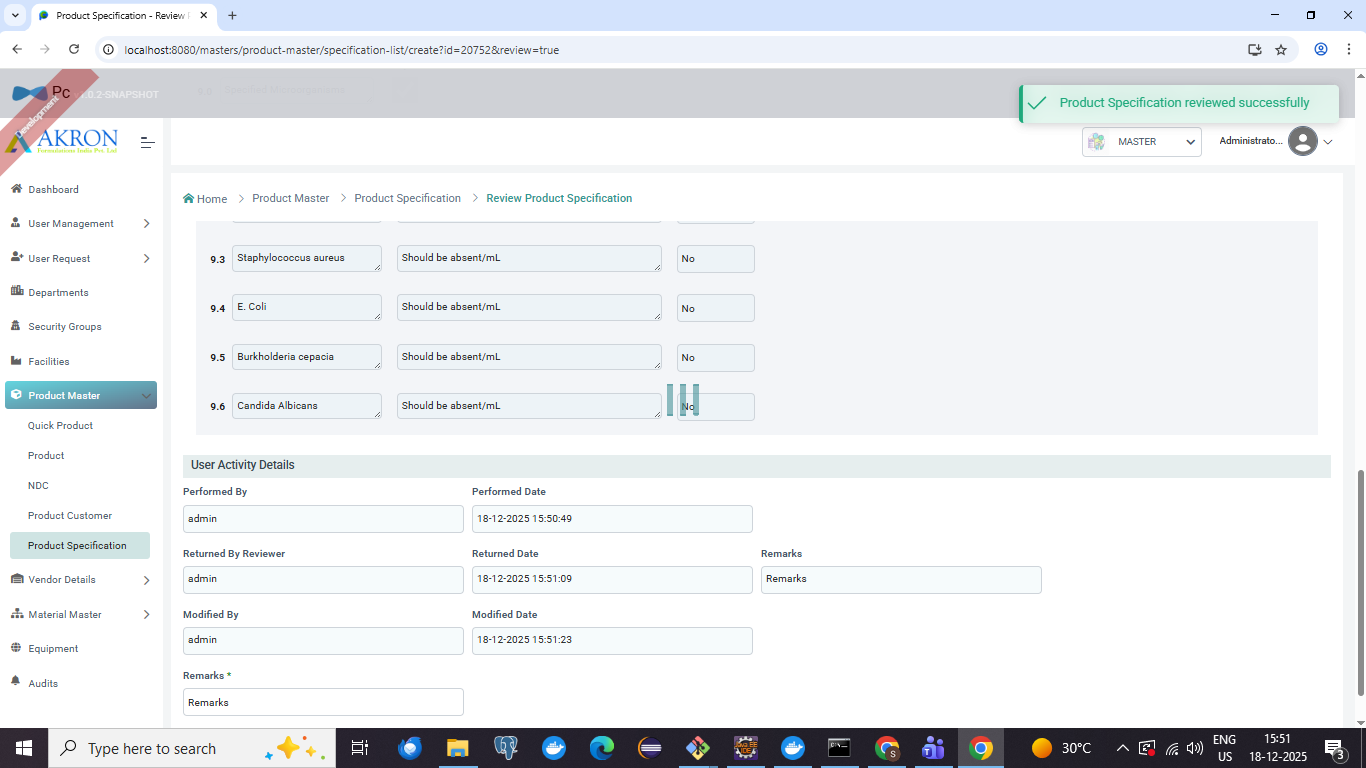 Product Specification - Review P
localhost:8080/masters/product-master/specification-list/create?id=20752&review=true
Pc
.0.2-SNAPSHOT
Development
Product Specification reviewed successfully
AKRON
Formulations India Pvt Ltd
MASTER
Administrato...
Home
Product Master
Product Specification
Review Product Specification
Dashboard
User Management
User Request
Departments
Security Groups
Facilities
Product Master
Quick Product
Product
NDC
Product Customer
Product Specification
Vendor Details
Material Master
Equipment
Audits
9.3 Staphylococcus aureus Should be absent/mL No
9.4 E. Coli Should be absent/mL No
9.5 Burkholderia cepacia Should be absent/mL No
9.6 Candida Albicans Should be absent/mL No
User Activity Details
Performed By Performed Date
admin 18-12-2025 15:50:49
Returned By Reviewer Returned Date Remarks
admin 18-12-2025 15:51:09 Remarks
Modified By Modified Date
admin 18-12-2025 15:51:23
Remarks *
Remarks
Type here to search
S
30°C
ENG
US
15:51
18-12-2025
3